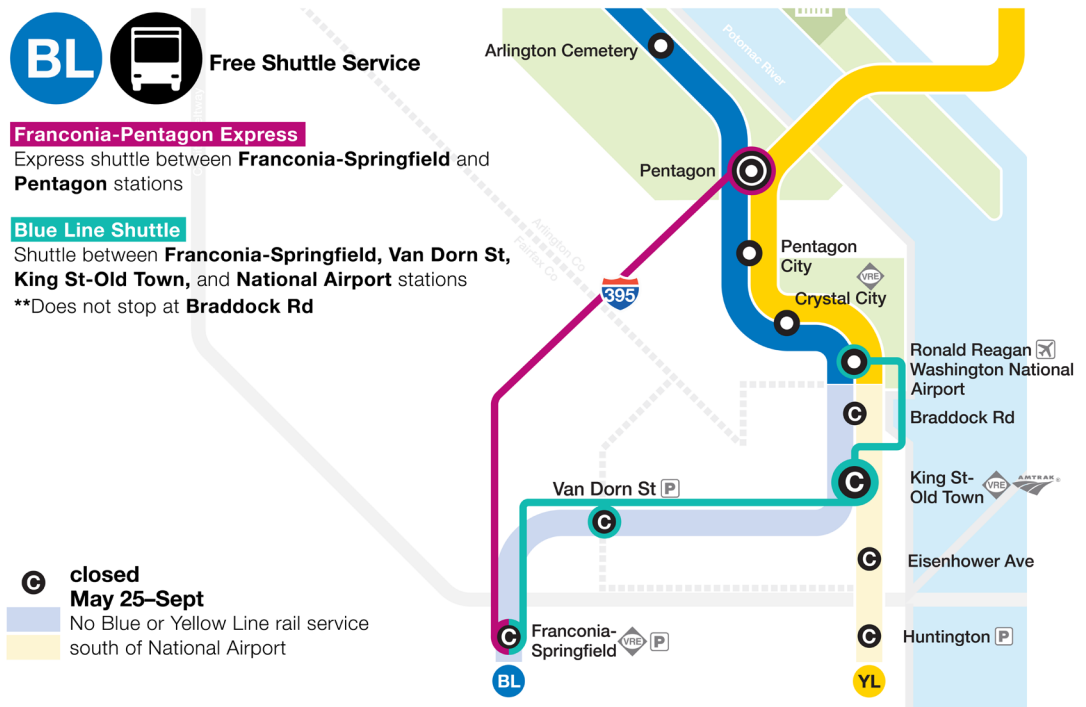 BL
Free Shuttle Service
Franconia-Pentagon Express
Express shuttle between Franconia-Springfield and
Pentagon stations
Blue Line Shuttle
Shuttle between Franconia-Springfield, Van Dorn St,
King St-Old Town, and National Airport stations
**Does not stop at Braddock Rd
Arlington Cemetery
Potomac River
Pentagon
Arlington Co
Fairfax Co
395
Pentagon
City
VRE
Crystal City
Ronald Reagan
Washington National
Airport
C
Braddock Rd
C
King St-
Old Town
VRE
AMTRAK®
Van Dorn St P
C
C
Eisenhower Ave
C
closed
May 25–Sept
No Blue or Yellow Line rail service
south of National Airport
C
Franconia-
Springfield
VRE
P
C
Huntington P
BL
YL